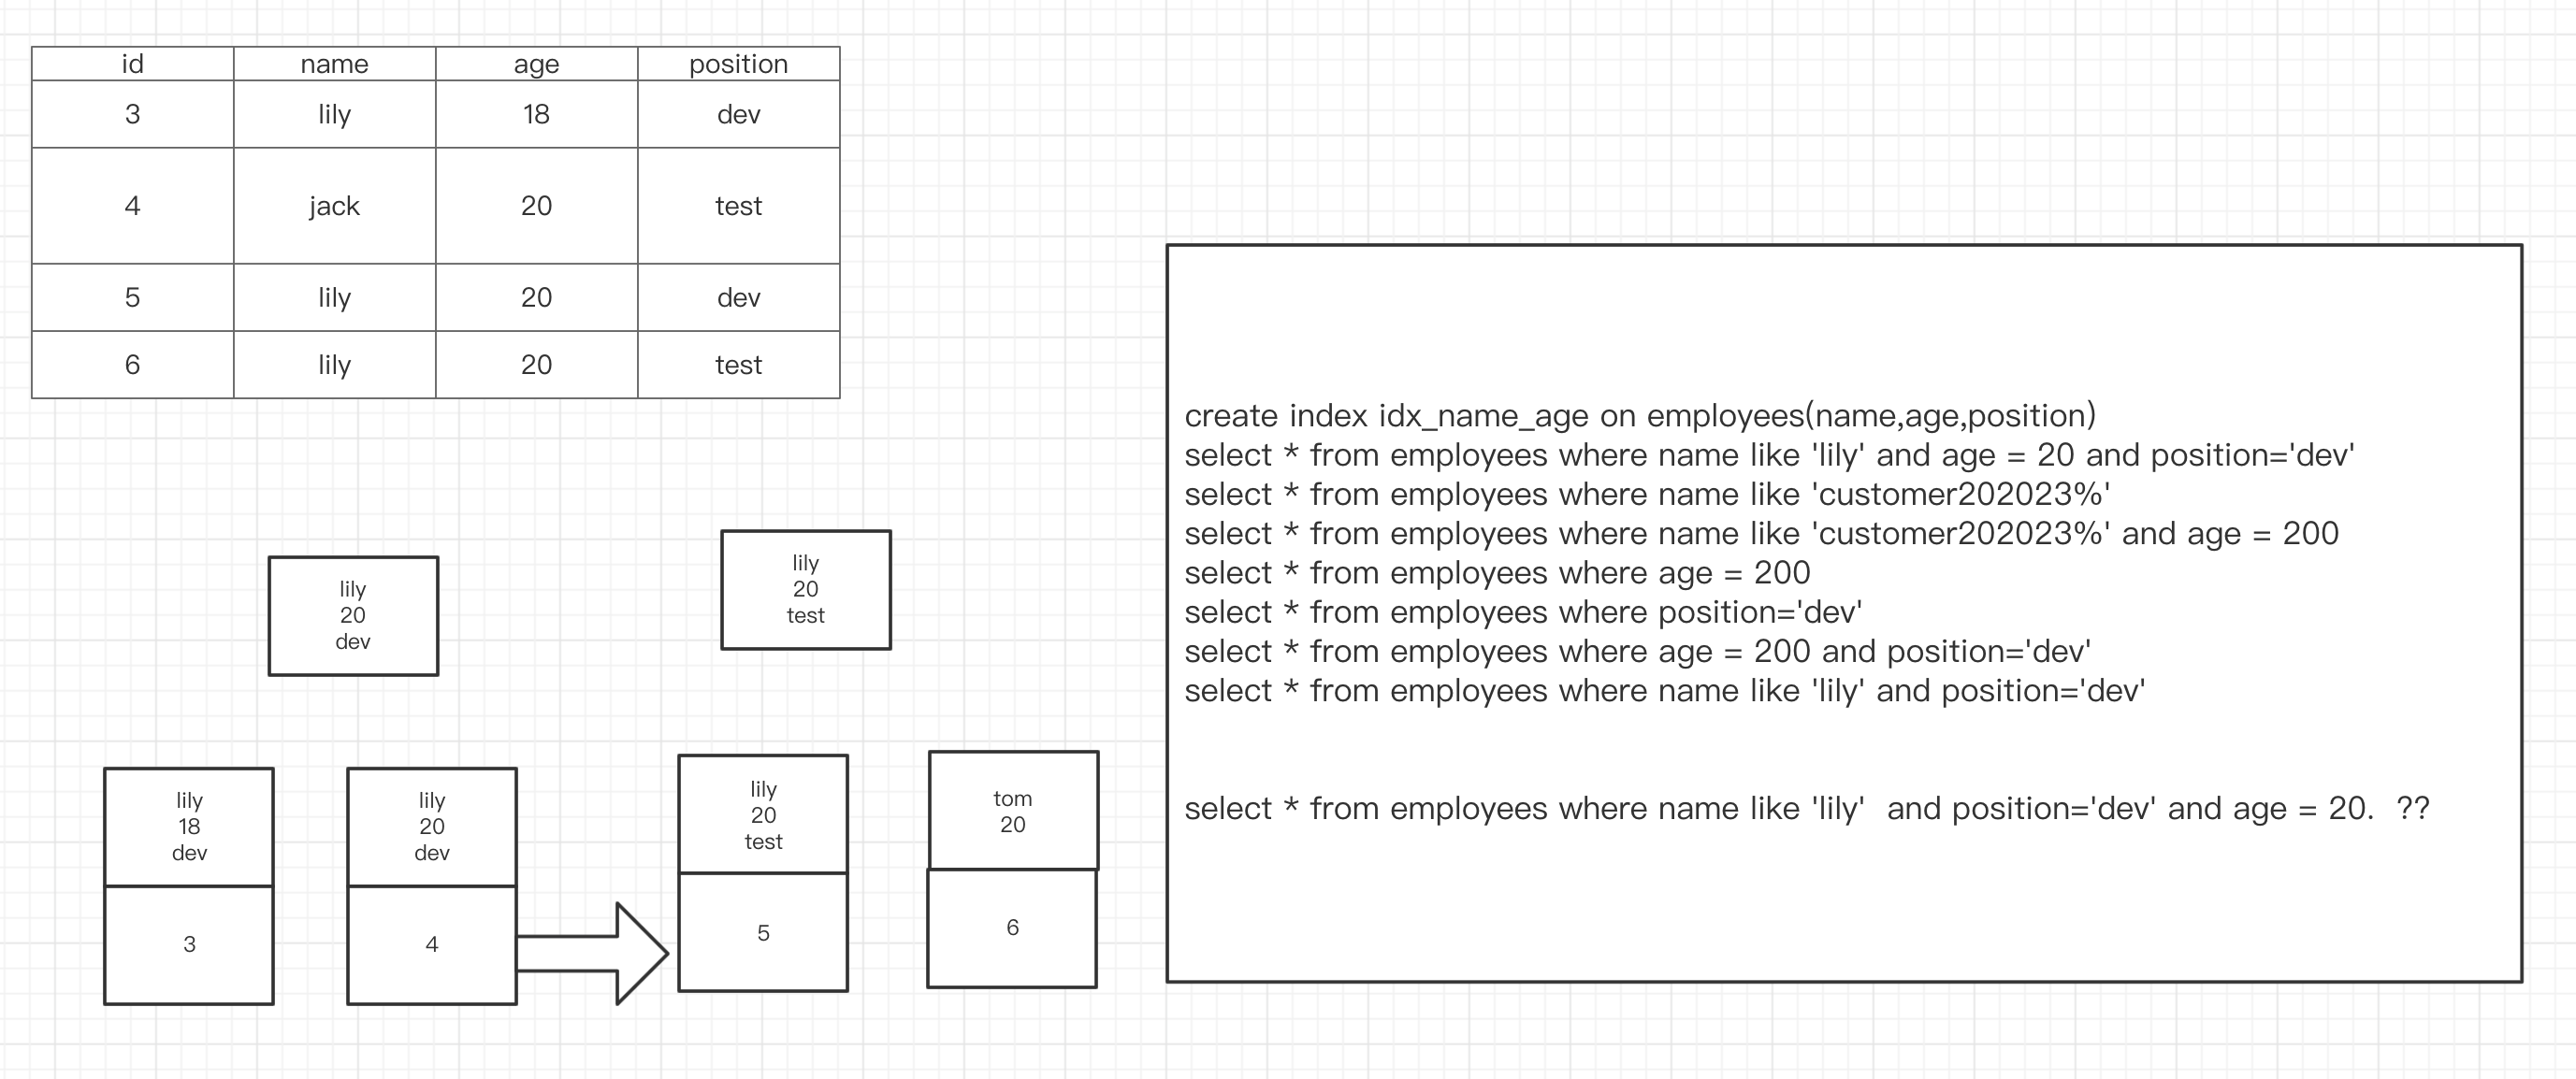 id name age position
3 lily 18 dev
4 jack 20 test
5 lily 20 dev
6 lily 20 test
lily
20
dev
lily
20
test
lily
18
dev
3
lily
20
dev
4
lily
20
test
5
tom
20
6
create index idx_name_age on employees(name,age,position)
select * from employees where name like 'lily' and age = 20 and position='dev'
select * from employees where name like 'customer202023%'
select * from employees where name like 'customer202023%' and age = 200
select * from employees where age = 200
select * from employees where position='dev'
select * from employees where age = 200 and position='dev'
select * from employees where name like 'lily' and position='dev'
select * from employees where name like 'lily'  and position='dev' and age = 20.  ??